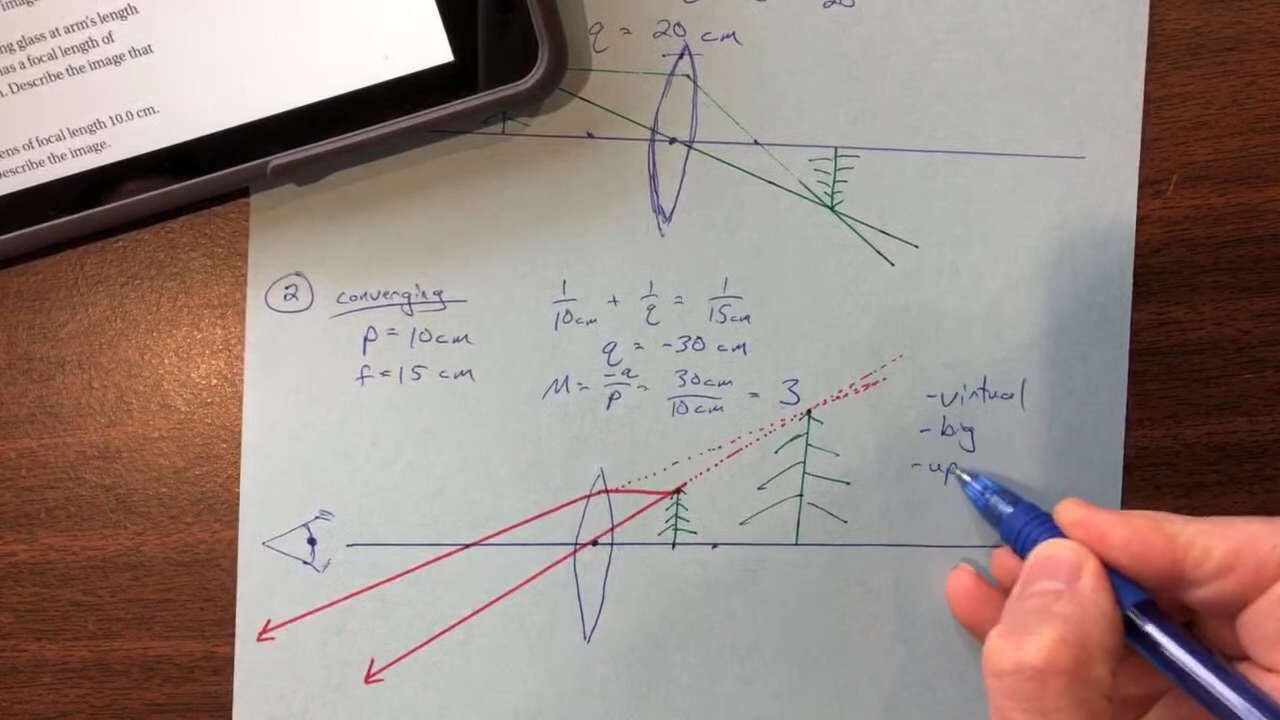 ng glass at arm's length
as a focal length of
. Describe the image that
ens of focal length 10.0 cm.
escribe the image.
20
q = 20 cm
2 converging
p = 10cm
f = 15 cm
1/10cm + 1/q = 1/15cm
q = -30 cm
M = -q/p = 30cm/10cm = 3
-virtual
-big
-up